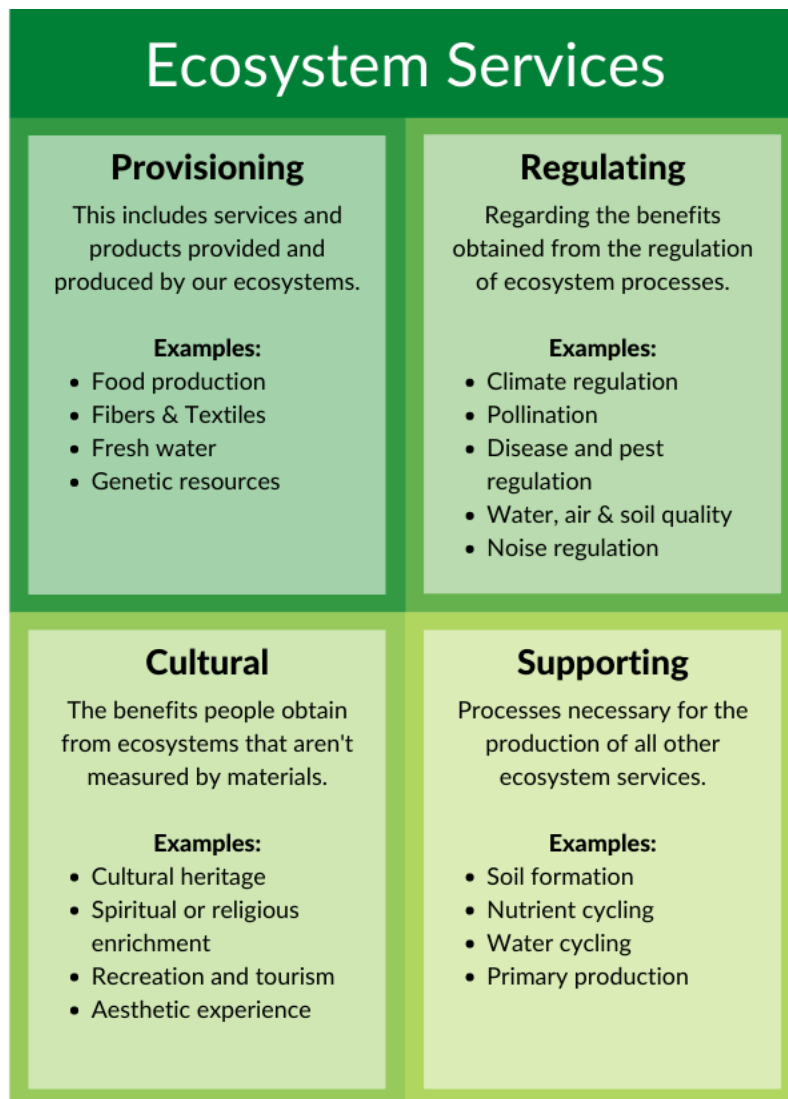 Ecosystem Services
Provisioning
This includes services and
products provided and
produced by our ecosystems.
Examples:
• Food production
• Fibers & Textiles
• Fresh water
• Genetic resources
Regulating
Regarding the benefits
obtained from the regulation
of ecosystem processes.
Examples:
• Climate regulation
• Pollination
• Disease and pest
regulation
• Water, air & soil quality
• Noise regulation
Cultural
The benefits people obtain
from ecosystems that aren't
measured by materials.
Examples:
• Cultural heritage
• Spiritual or religious
enrichment
• Recreation and tourism
• Aesthetic experience
Supporting
Processes necessary for the
production of all other
ecosystem services.
Examples:
• Soil formation
• Nutrient cycling
• Water cycling
• Primary production